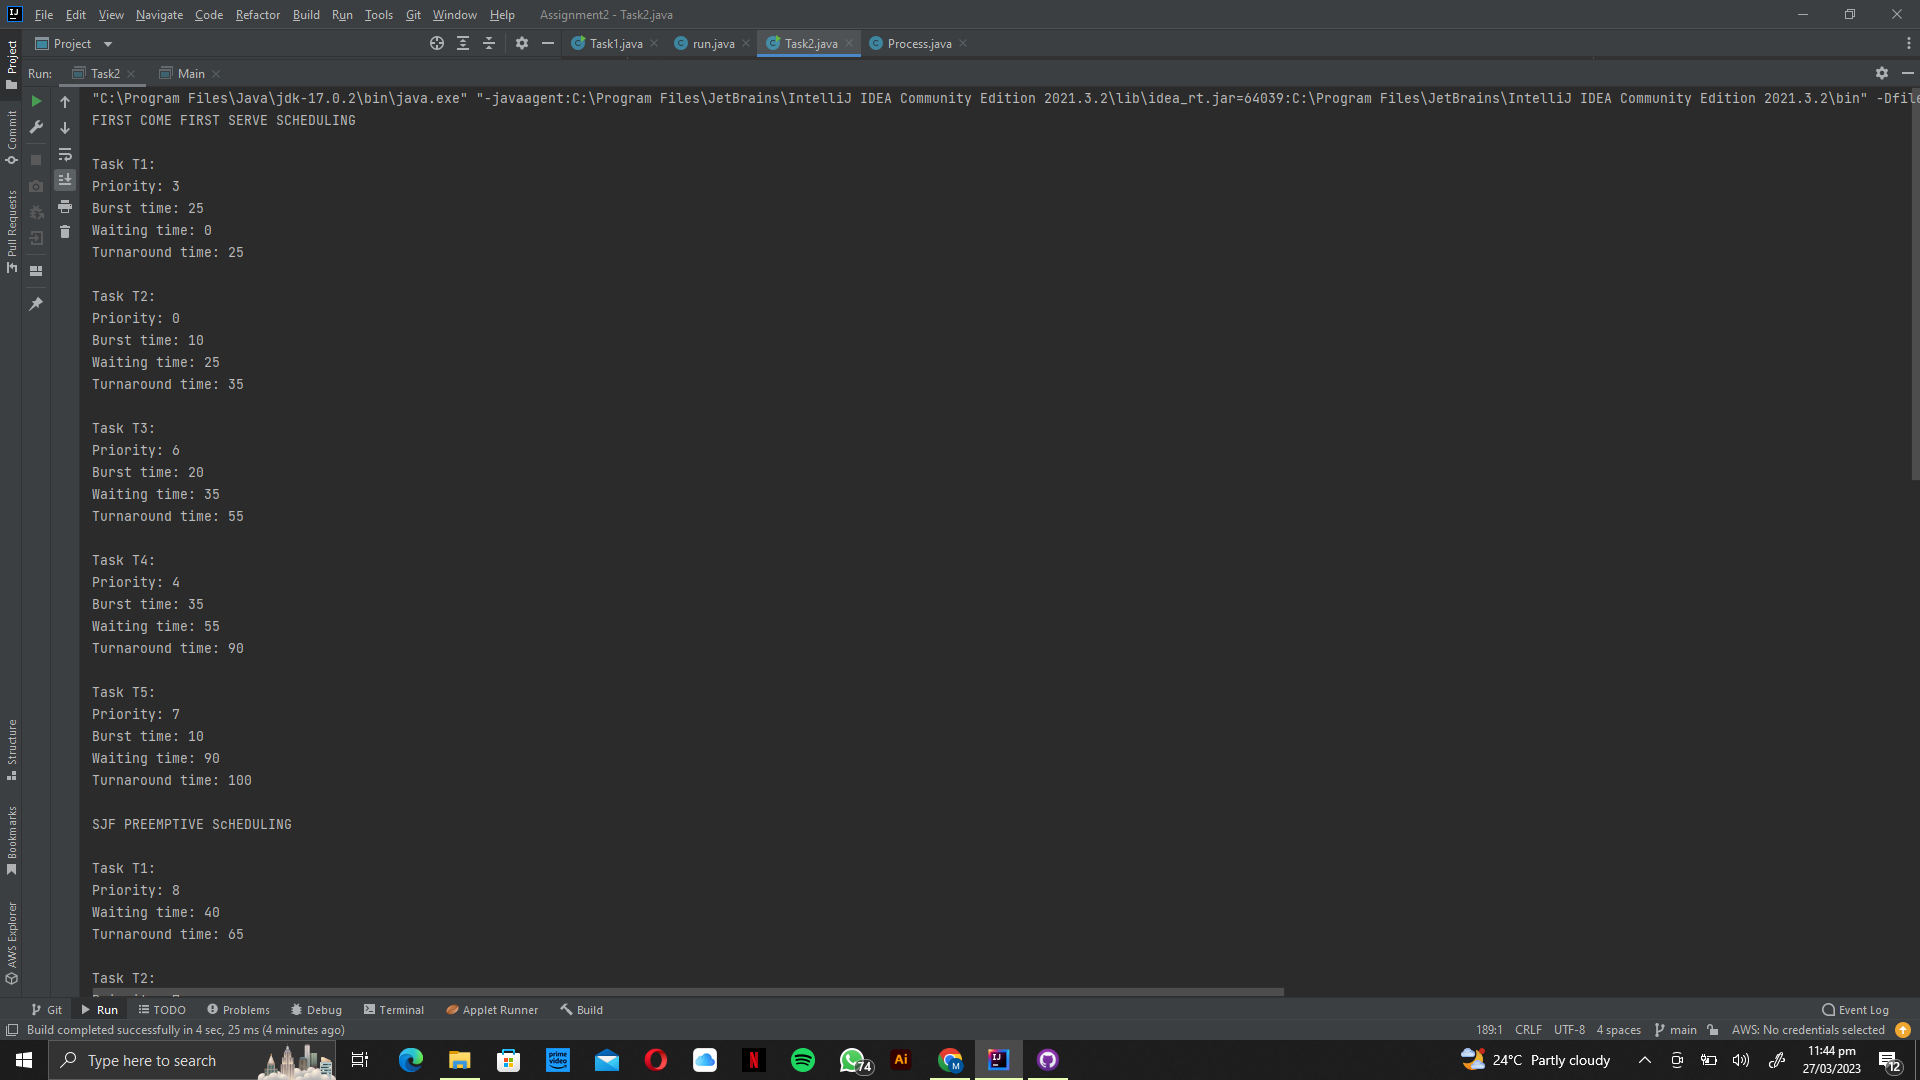 File Edit View Navigate Code Refactor Build Run Tools Git Window Help Assignment2 - Task2.java
Project Task1.java run.java Task2.java Process.java
Run: Task2 Main
"C:\Program Files\Java\jdk-17.0.2\bin\java.exe" "-javaagent:C:\Program Files\JetBrains\IntelliJ IDEA Community Edition 2021.3.2\lib\idea_rt.jar=64039:C:\Program Files\JetBrains\IntelliJ IDEA Community Edition 2021.3.2\bin" -Dfile
FIRST COME FIRST SERVE SCHEDULING
Task T1:
Priority: 3
Burst time: 25
Waiting time: 0
Turnaround time: 25
Task T2:
Priority: 0
Burst time: 10
Waiting time: 25
Turnaround time: 35
Task T3:
Priority: 6
Burst time: 20
Waiting time: 35
Turnaround time: 55
Task T4:
Priority: 4
Burst time: 35
Waiting time: 55
Turnaround time: 90
Task T5:
Priority: 7
Burst time: 10
Waiting time: 90
Turnaround time: 100
SJF PREEMPTIVE ScHEDULING
Task T1:
Priority: 8
Waiting time: 40
Turnaround time: 65
Task T2:
Project
Commit
Pull Requests
Structure
Bookmarks
AWS Explorer
Git Run TODO Problems Debug Terminal Applet Runner Build Event Log
Build completed successfully in 4 sec, 25 ms (4 minutes ago) 189:1 CRLF UTF-8 4 spaces main AWS: No credentials selected
Type here to search prime video N 74 Ai M IJ 24°C Partly cloudy 11:44 pm
27/03/2023 12